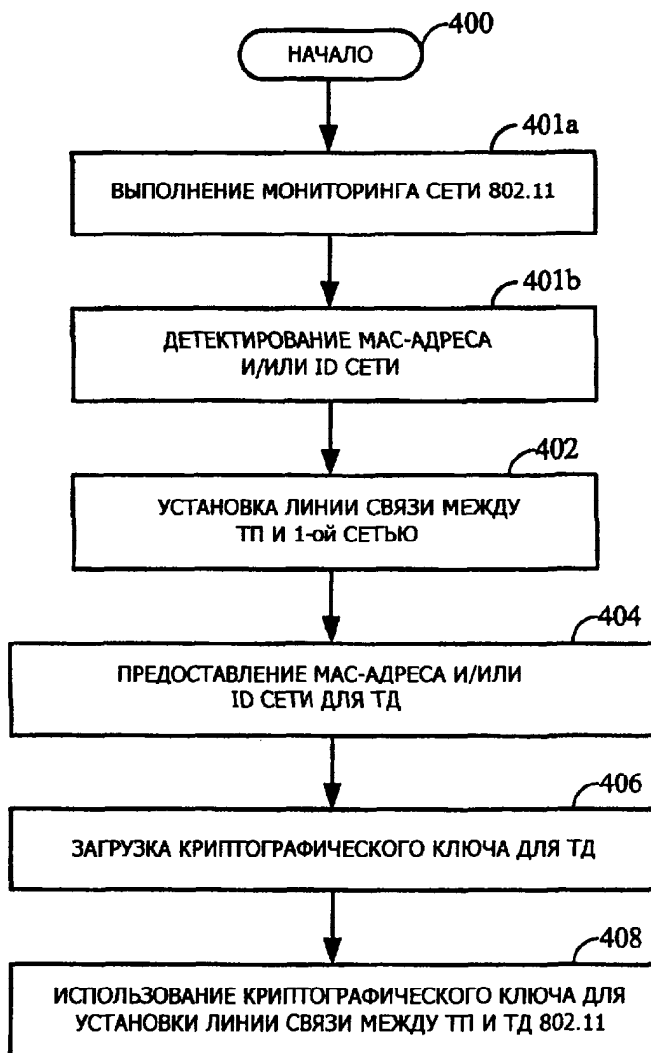 400
НАЧАЛО
401a
ВЫПОЛНЕНИЕ МОНИТОРИНГА СЕТИ 802.11
401b
ДЕТЕКТИРОВАНИЕ МАС-АДРЕСА
И/ИЛИ ID СЕТИ
402
УСТАНОВКА ЛИНИИ СВЯЗИ МЕЖДУ
ТП И 1-ой СЕТЬЮ
404
ПРЕДОСТАВЛЕНИЕ МАС-АДРЕСА И/ИЛИ
ID СЕТИ ДЛЯ ТД
406
ЗАГРУЗКА КРИПТОГРАФИЧЕСКОГО КЛЮЧА ДЛЯ ТД
408
ИСПОЛЬЗОВАНИЕ КРИПТОГРАФИЧЕСКОГО КЛЮЧА ДЛЯ
УСТАНОВКИ ЛИНИИ СВЯЗИ МЕЖДУ ТП И ТД 802.11